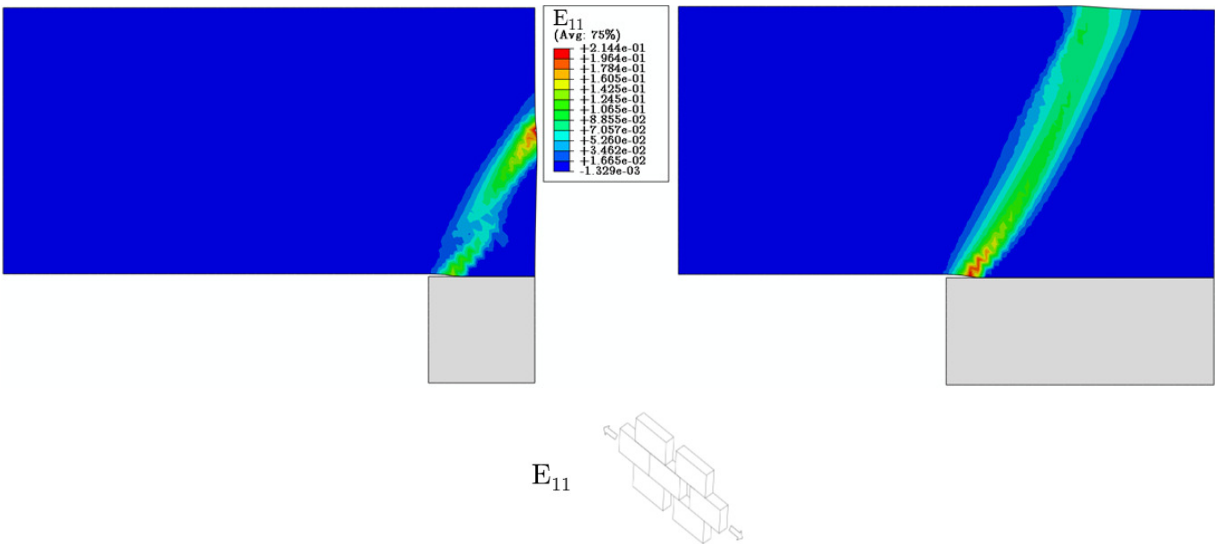 E11
(Avg: 75%)
+2.144e-01
+1.964e-01
+1.784e-01
+1.605e-01
+1.425e-01
+1.245e-01
+1.065e-01
+8.855e-02
+7.057e-02
+5.260e-02
+3.462e-02
+1.665e-02
-1.329e-03
E11